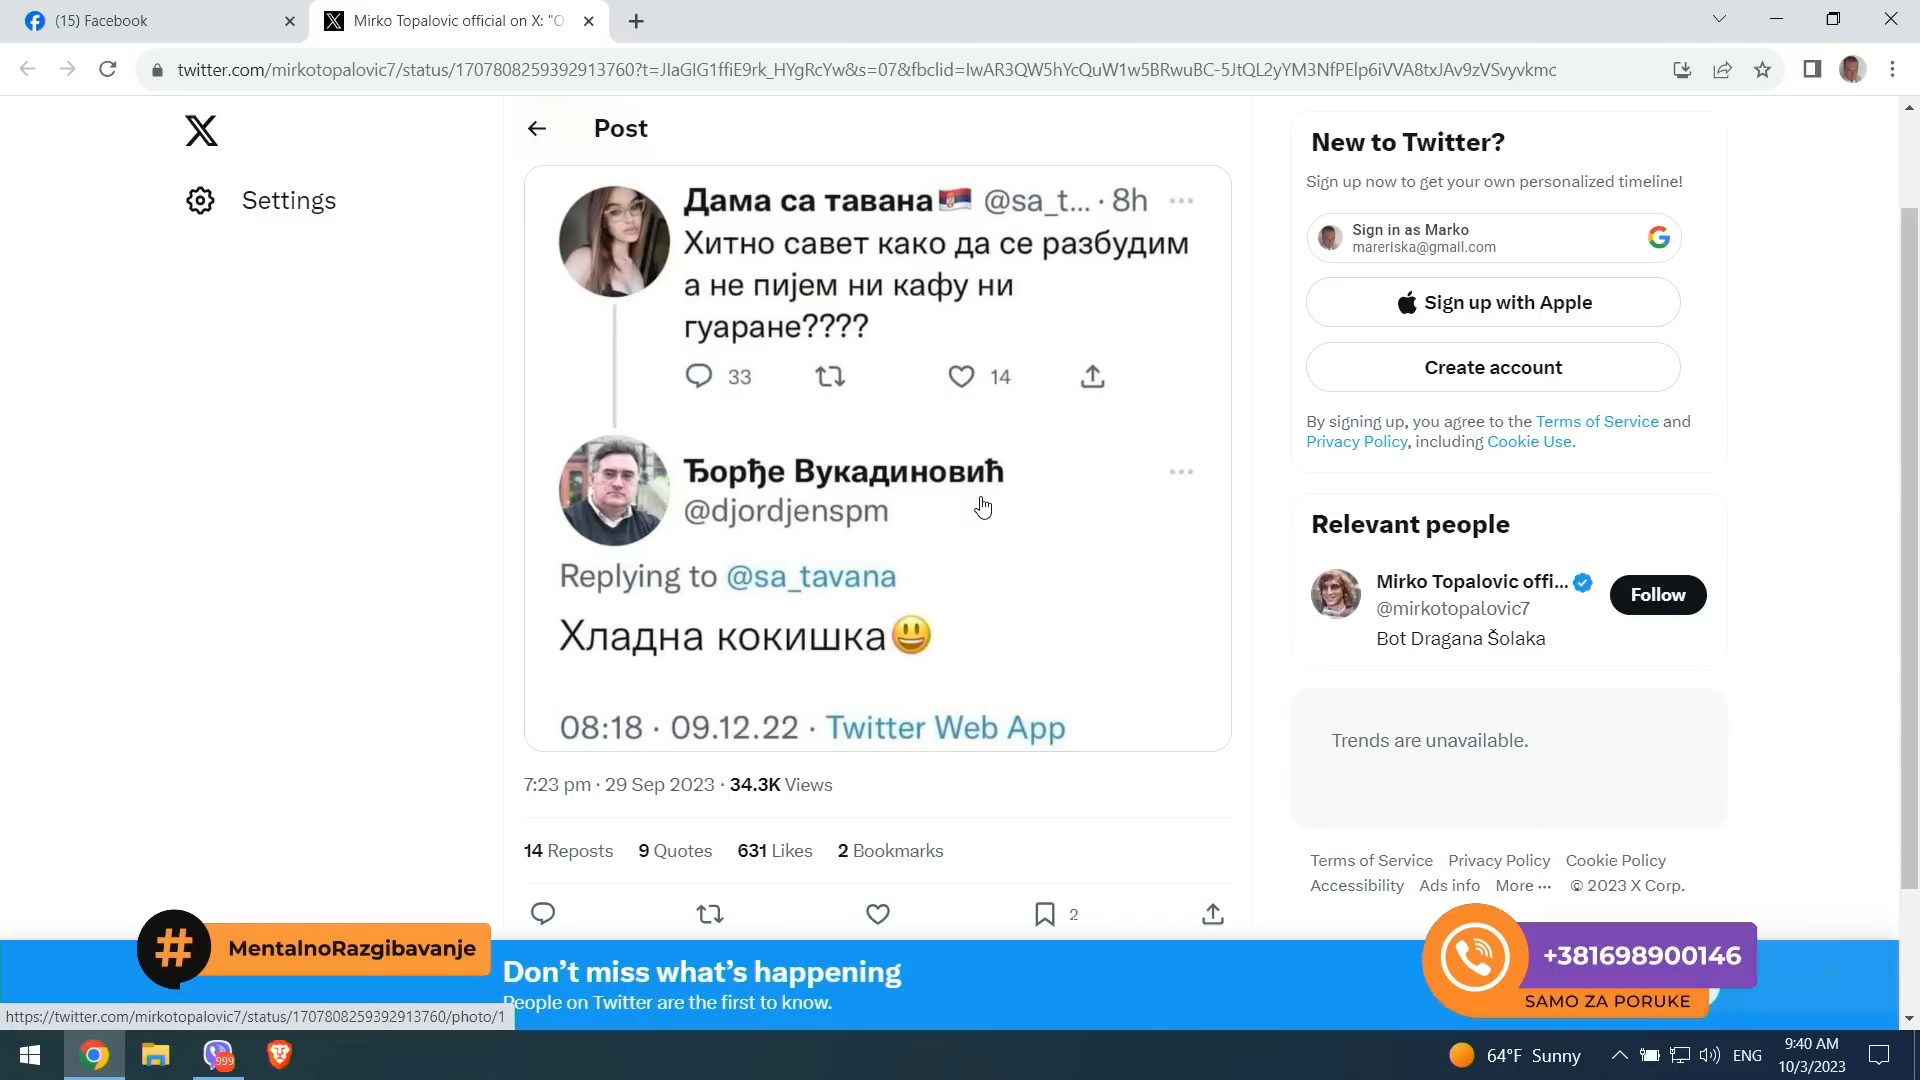 (15) Facebook
Mirko Topalovic official on X: "O
twitter.com/mirkotopalovic7/status/1707808259392913760?t=JIaGIG1ffiE9rk_HYgRcYw&s=07&fbclid=IwAR3QW5hYcQuW1w5BRwuBC-5JtQL2yYM3NfPElp6iVVA8txJAv9zVSvyvkmc
Settings
Post
Дама са тавана @sa_t... · 8h
Хитно савет како да се разбудим
а не пијем ни кафу ни
гуаране????
33
14
Ђорђе Вукадиновић
@djordjenspm
Replying to @sa_tavana
Хладна кокишка
08:18 · 09.12.22 · Twitter Web App
7:23 pm · 29 Sep 2023 · 34.3K Views
14 Reposts 9 Quotes 631 Likes 2 Bookmarks
2
New to Twitter?
Sign up now to get your own personalized timeline!
Sign in as Marko
marerlska@gmail.com
Sign up with Apple
Create account
By signing up, you agree to the Terms of Service and
Privacy Policy, including Cookie Use.
Relevant people
Mirko Topalovic offi...
@mirkotopalovic7
Follow
Bot Dragana Šolaka
Trends are unavailable.
Terms of Service Privacy Policy Cookie Policy
Accessibility Ads info More ··· © 2023 X Corp.
# MentalnoRazgibavanje
Don’t miss what’s happening
People on Twitter are the first to know.
+381698900146
SAMO ZA PORUKE
https://twitter.com/mirkotopalovic7/status/1707808259392913760/photo/1
999
64°F Sunny
ENG
9:40 AM
10/3/2023